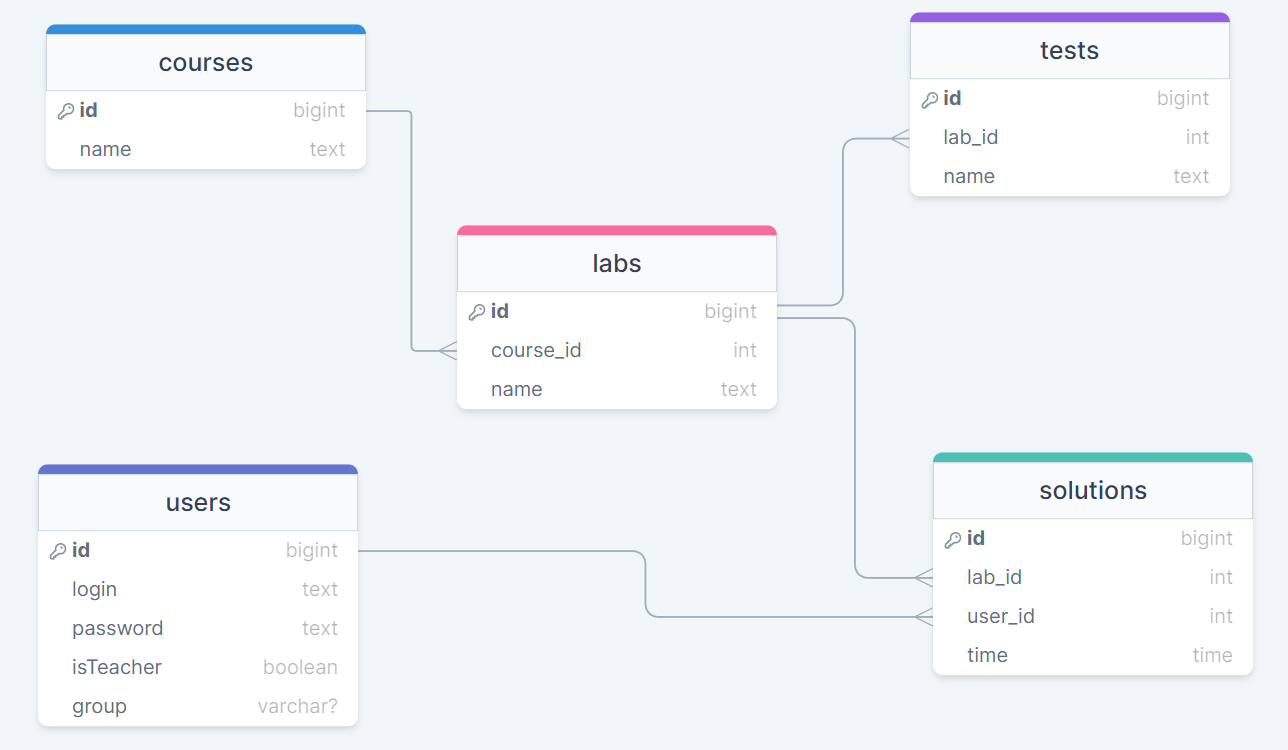 courses
id bigint
name text
tests
id bigint
lab_id int
name text
labs
id bigint
course_id int
name text
users
id bigint
login text
password text
isTeacher boolean
group varchar?
solutions
id bigint
lab_id int
user_id int
time time